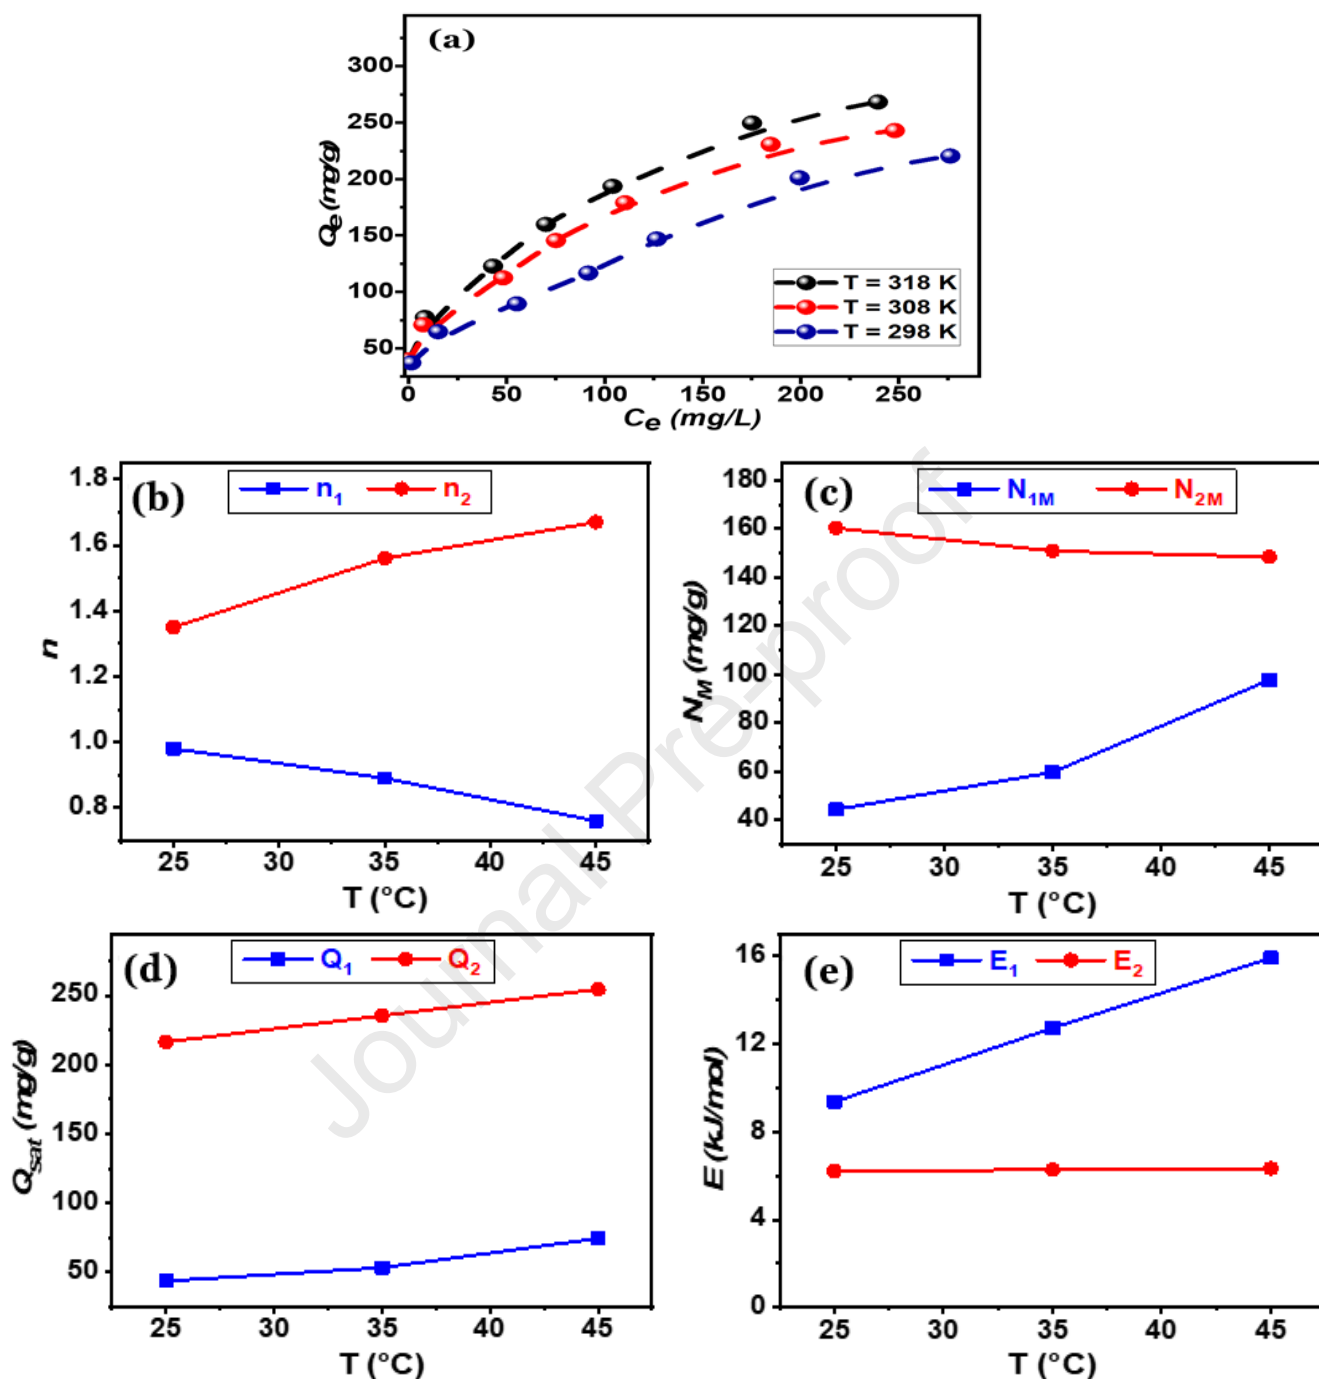 (a)
300
250
200
150
100
50
Qe (mg/g)
T = 318 K
T = 308 K
T = 298 K
0 50 100 150 200 250
Ce (mg/L)
(b)
n1 n2
1.8
1.6
1.4
1.2
1.0
0.8
n
25 30 35 40 45
T (°C)
(c)
N1M N2M
180
160
140
120
100
80
60
40
NM (mg/g)
25 30 35 40 45
T (°C)
(d)
Q1 Q2
250
200
150
100
50
Qsat (mg/g)
25 30 35 40 45
T (°C)
(e)
E1 E2
16
12
8
4
0
E (kJ/mol)
25 30 35 40 45
T (°C)
Journal Pre-proof